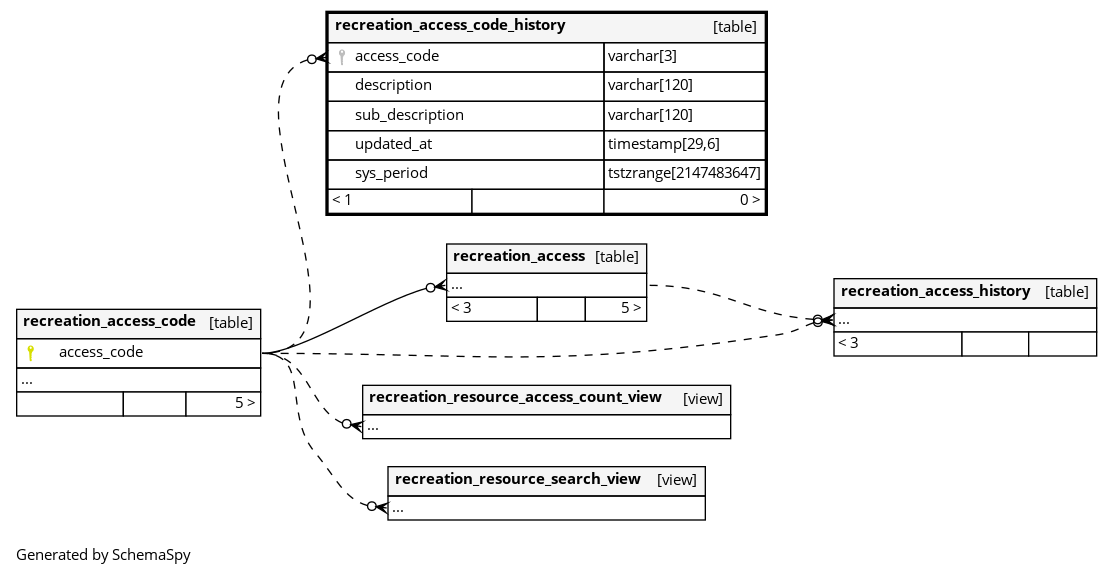 recreation_access_code_history [table]
access_code varchar[3]
description varchar[120]
sub_description varchar[120]
updated_at timestamp[29,6]
sys_period tstzrange[2147483647]
< 1 0 >
recreation_access [table]
...
< 3 5 >
recreation_access_history [table]
...
< 3
recreation_access_code [table]
access_code
...
5 >
recreation_resource_access_count_view [view]
...
recreation_resource_search_view [view]
...
Generated by SchemaSpy